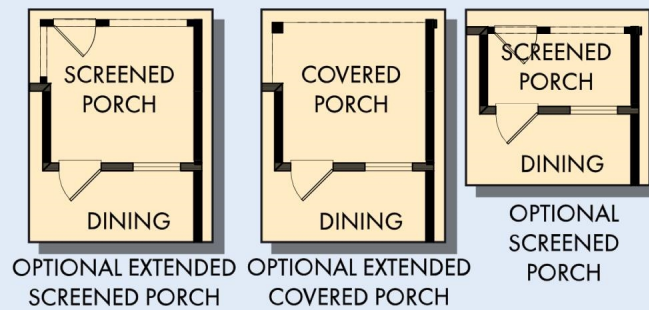 SCREENED
PORCH
DINING
OPTIONAL EXTENDED
SCREENED PORCH
COVERED
PORCH
DINING
OPTIONAL EXTENDED
COVERED PORCH
SCREENED
PORCH
DINING
OPTIONAL
SCREENED
PORCH